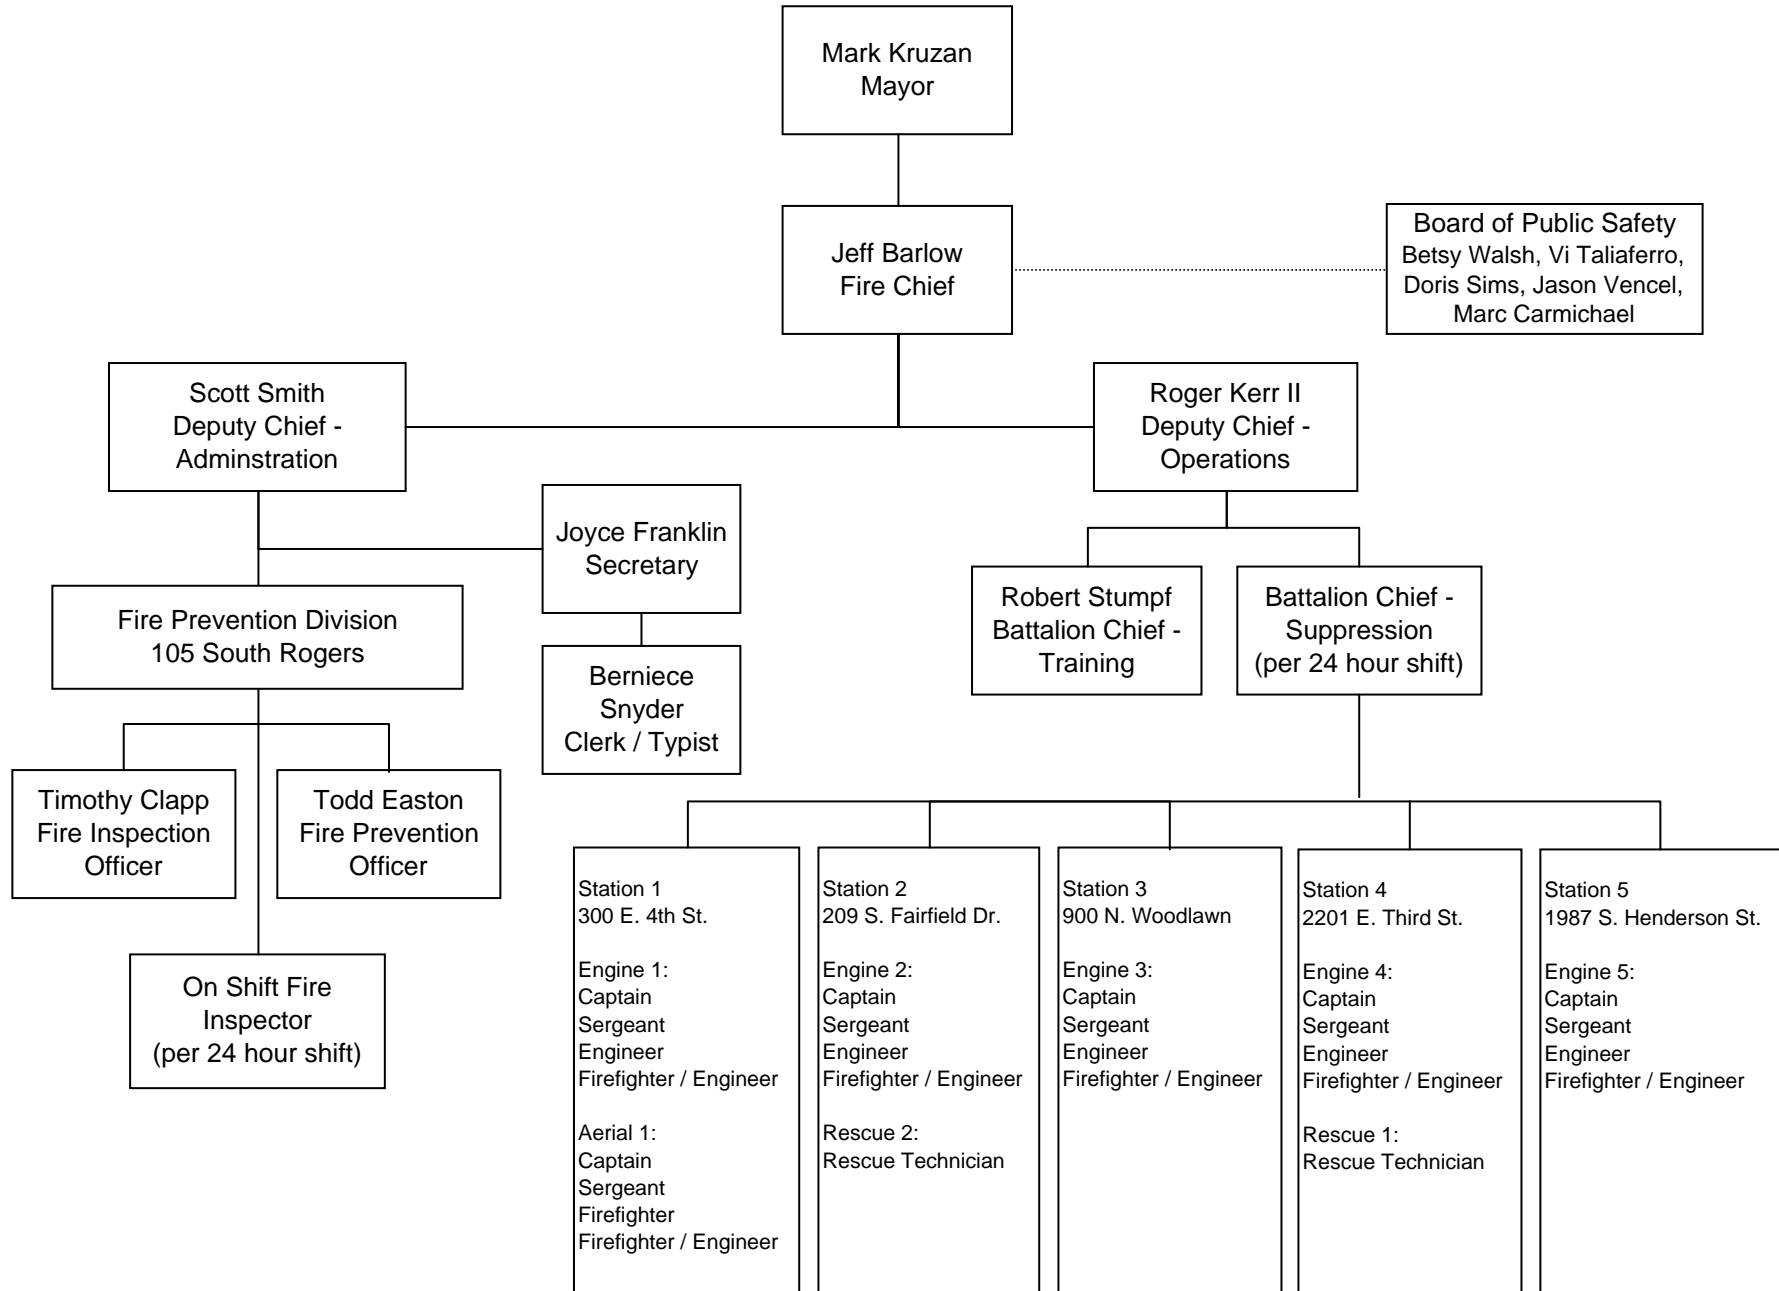 Mark Kruzan
Mayor
Jeff Barlow
Fire Chief
Board of Public Safety
Betsy Walsh, Vi Taliaferro,
Doris Sims, Jason Vencel,
Marc Carmichael
Scott Smith
Deputy Chief -
Adminstration
Roger Kerr II
Deputy Chief -
Operations
Joyce Franklin
Secretary
Berniece
Snyder
Clerk / Typist
Fire Prevention Division
105 South Rogers
Timothy Clapp
Fire Inspection
Officer
Todd Easton
Fire Prevention
Officer
On Shift Fire
Inspector
(per 24 hour shift)
Robert Stumpf
Battalion Chief -
Training
Battalion Chief -
Suppression
(per 24 hour shift)
Station 1
300 E. 4th St.
Engine 1:
Captain
Sergeant
Engineer
Firefighter / Engineer
Aerial 1:
Captain
Sergeant
Firefighter
Firefighter / Engineer
Station 2
209 S. Fairfield Dr.
Engine 2:
Captain
Sergeant
Engineer
Firefighter / Engineer
Rescue 2:
Rescue Technician
Station 3
900 N. Woodlawn
Engine 3:
Captain
Sergeant
Engineer
Firefighter / Engineer
Station 4
2201 E. Third St.
Engine 4:
Captain
Sergeant
Engineer
Firefighter / Engineer
Rescue 1:
Rescue Technician
Station 5
1987 S. Henderson St.
Engine 5:
Captain
Sergeant
Engineer
Firefighter / Engineer